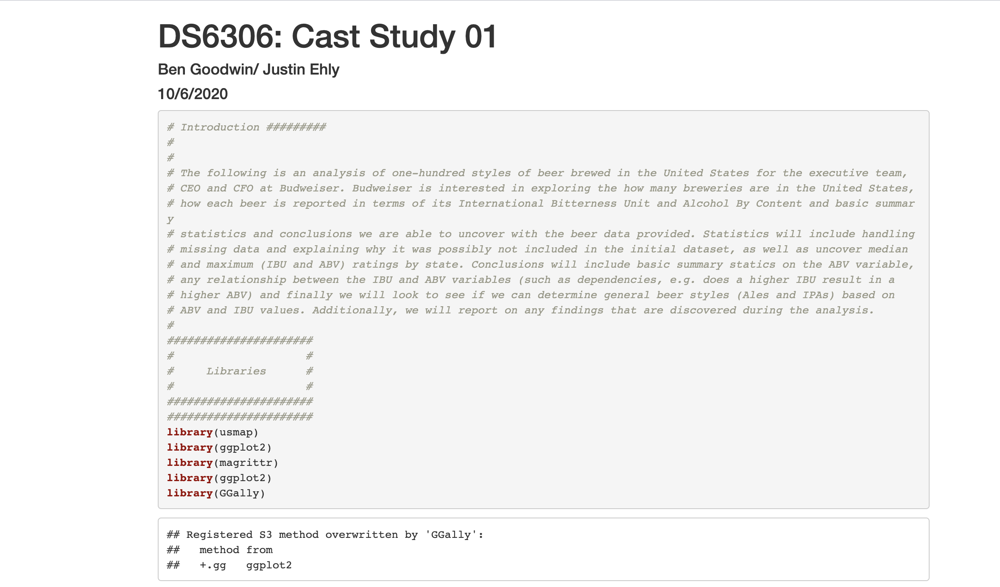 DS6306: Cast Study 01
Ben Goodwin/ Justin Ehly
10/6/2020
# Introduction #########
#
#
# The following is an analysis of one-hundred styles of beer brewed in the United States for the executive team,
# CEO and CFO at Budweiser. Budweiser is interested in exploring the how many breweries are in the United States,
# how each beer is reported in terms of its International Bitterness Unit and Alcohol By Content and basic summar
y
# statistics and conclusions we are able to uncover with the beer data provided. Statistics will include handling
# missing data and explaining why it was possibly not included in the initial dataset, as well as uncover median
# and maximum (IBU and ABV) ratings by state. Conclusions will include basic summary statics on the ABV variable,
# any relationship between the IBU and ABV variables (such as dependencies, e.g. does a higher IBU result in a
# higher ABV) and finally we will look to see if we can determine general beer styles (Ales and IPAs) based on
# ABV and IBU values. Additionally, we will report on any findings that are discovered during the analysis.
#
######################
#                    #
#     Libraries      #
#                    #
######################
######################
library(usmap)
library(ggplot2)
library(magrittr)
library(ggplot2)
library(GGally)
## Registered S3 method overwritten by 'GGally':
##   method from
##   +.gg   ggplot2